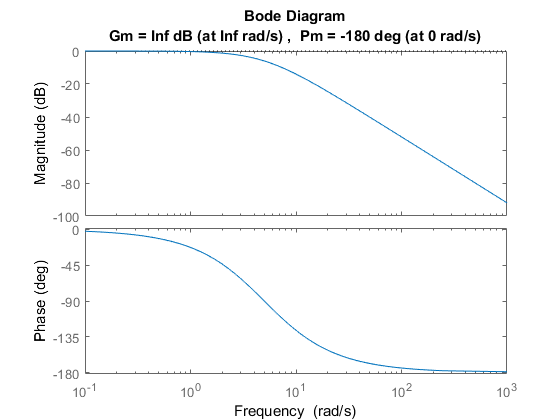 Bode Diagram
Gm = Inf dB (at Inf rad/s) ,  Pm = -180 deg (at 0 rad/s)
Magnitude (dB)
0
-20
-40
-60
-80
-100
Phase (deg)
0
-45
-90
-135
-180
10^-1 10^0 10^1 10^2 10^3
Frequency  (rad/s)